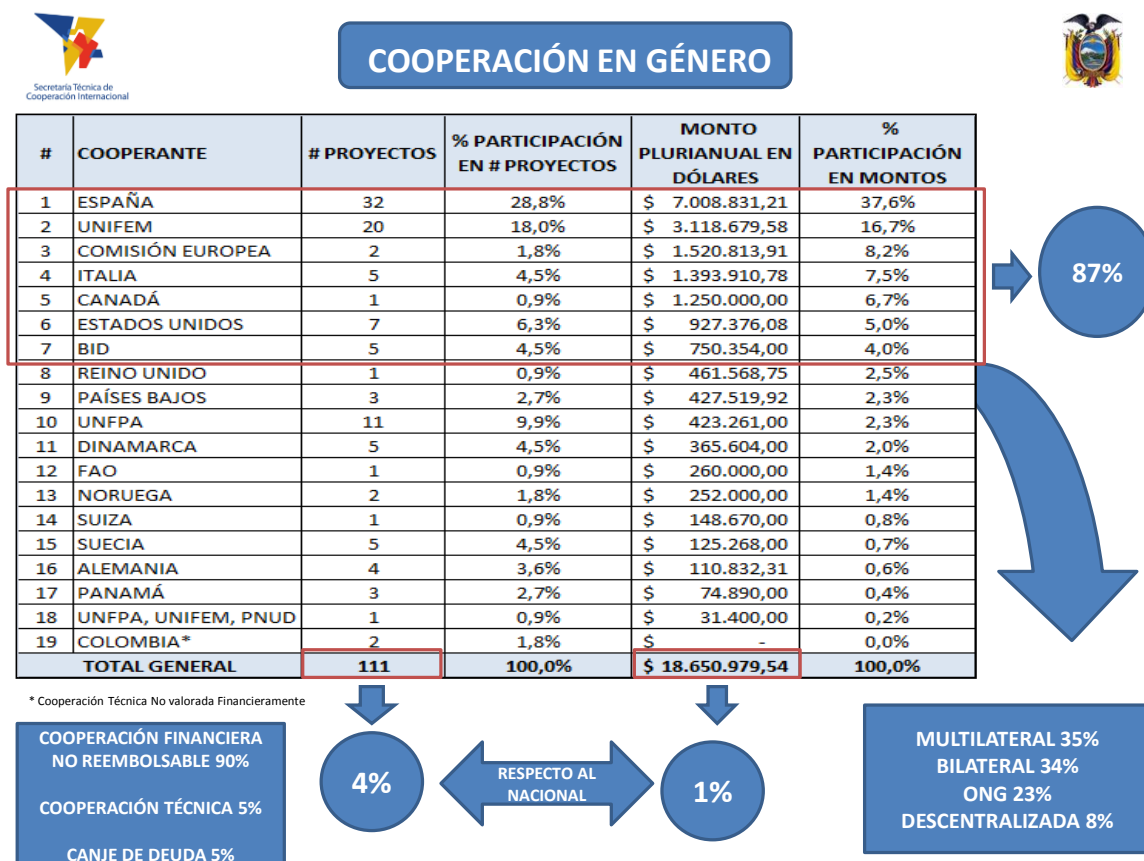 Secretaría Técnica de
Cooperación Internacional
COOPERACIÓN EN GÉNERO
# COOPERANTE # PROYECTOS % PARTICIPACIÓN EN # PROYECTOS MONTO PLURIANUAL EN DÓLARES % PARTICIPACIÓN EN MONTOS
1 ESPAÑA 32 28,8% $ 7.008.831,21 37,6%
2 UNIFEM 20 18,0% $ 3.118.679,58 16,7%
3 COMISIÓN EUROPEA 2 1,8% $ 1.520.813,91 8,2%
4 ITALIA 5 4,5% $ 1.393.910,78 7,5%
5 CANADÁ 1 0,9% $ 1.250.000,00 6,7%
6 ESTADOS UNIDOS 7 6,3% $ 927.376,08 5,0%
7 BID 5 4,5% $ 750.354,00 4,0%
8 REINO UNIDO 1 0,9% $ 461.568,75 2,5%
9 PAÍSES BAJOS 3 2,7% $ 427.519,92 2,3%
10 UNFPA 11 9,9% $ 423.261,00 2,3%
11 DINAMARCA 5 4,5% $ 365.604,00 2,0%
12 FAO 1 0,9% $ 260.000,00 1,4%
13 NORUEGA 2 1,8% $ 252.000,00 1,4%
14 SUIZA 1 0,9% $ 148.670,00 0,8%
15 SUECIA 5 4,5% $ 125.268,00 0,7%
16 ALEMANIA 4 3,6% $ 110.832,31 0,6%
17 PANAMÁ 3 2,7% $ 74.890,00 0,4%
18 UNFPA, UNIFEM, PNUD 1 0,9% $ 31.400,00 0,2%
19 COLOMBIA* 2 1,8% $ - 0,0%
TOTAL GENERAL 111 100,0% $ 18.650.979,54 100,0%
87%
* Cooperación Técnica No valorada Financieramente
COOPERACIÓN FINANCIERA
NO REEMBOLSABLE 90%
COOPERACIÓN TÉCNICA 5%
CANJE DE DEUDA 5%
4%
RESPECTO AL
NACIONAL
1%
MULTILATERAL 35%
BILATERAL 34%
ONG 23%
DESCENTRALIZADA 8%